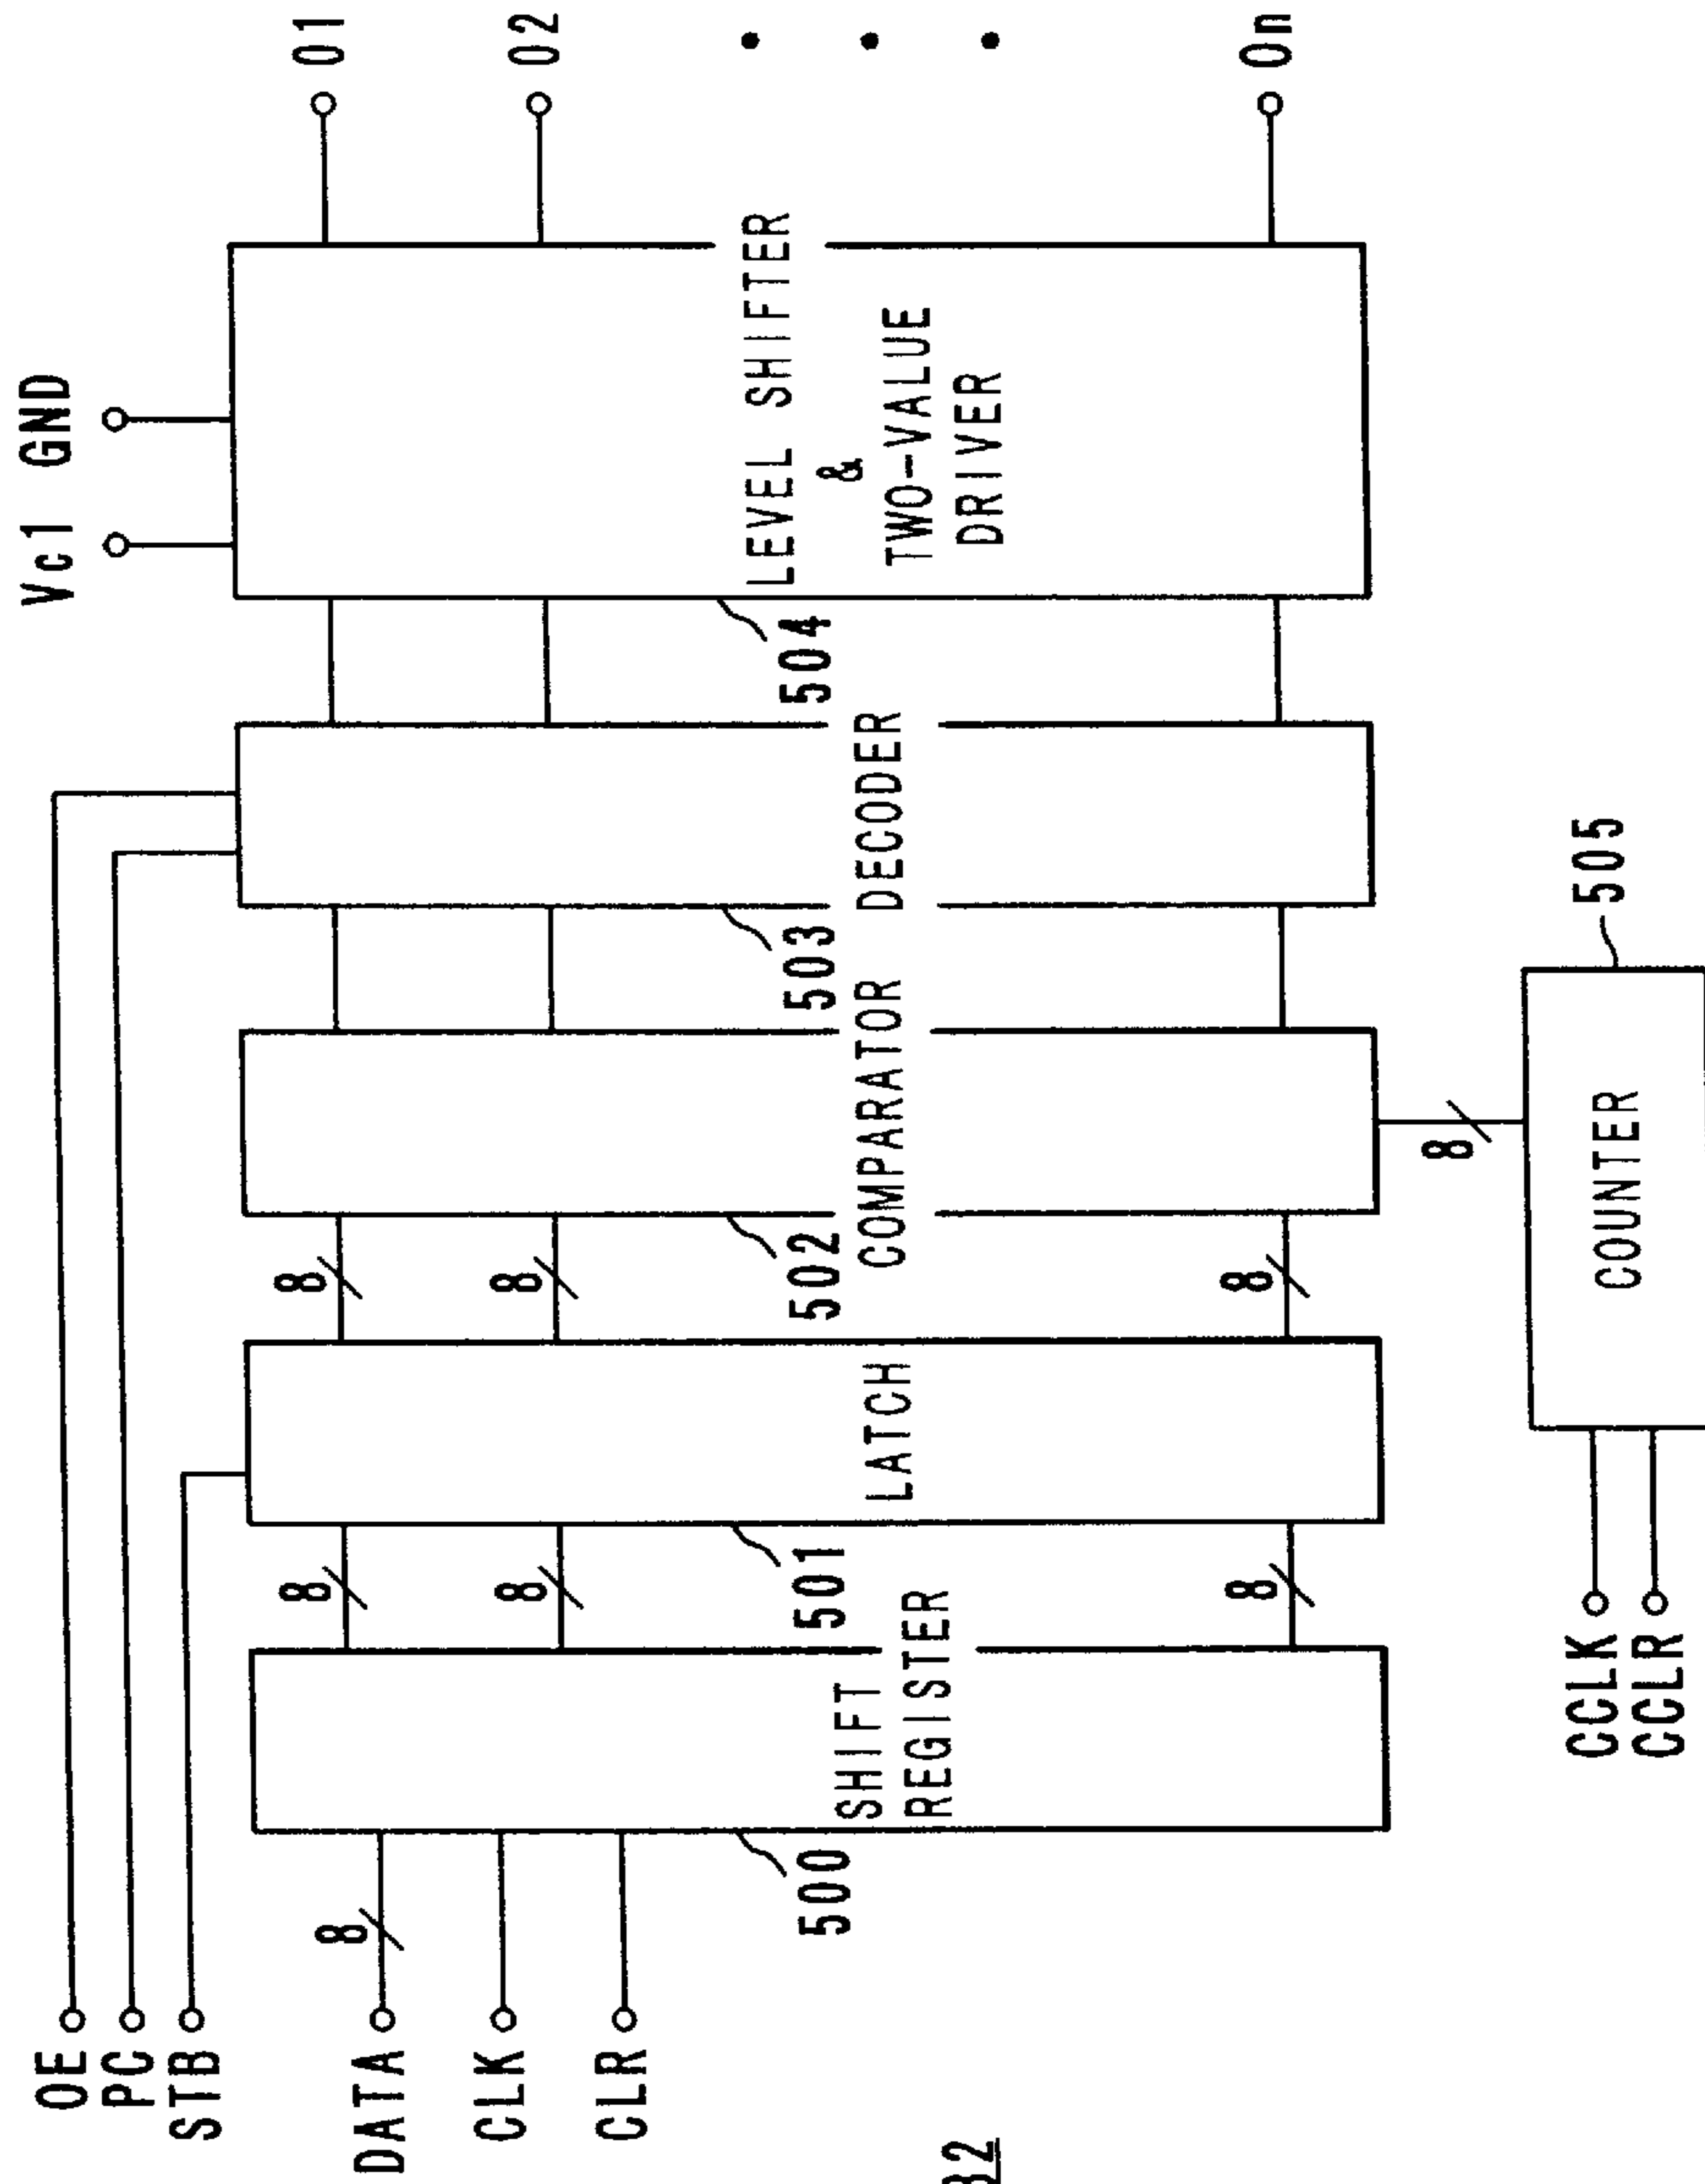 Vc1 GND
OE
PC
STB
DATA
CLK
CLR
8
500
SHIFT
REGISTER
8
8
8
501
LATCH
8
8
8
502
COMPARATOR
503
DECODER
504
LEVEL SHIFTER
&
TWO-VALUE
DRIVER
01
02
0n
8
505
COUNTER
CCLK
CCLR